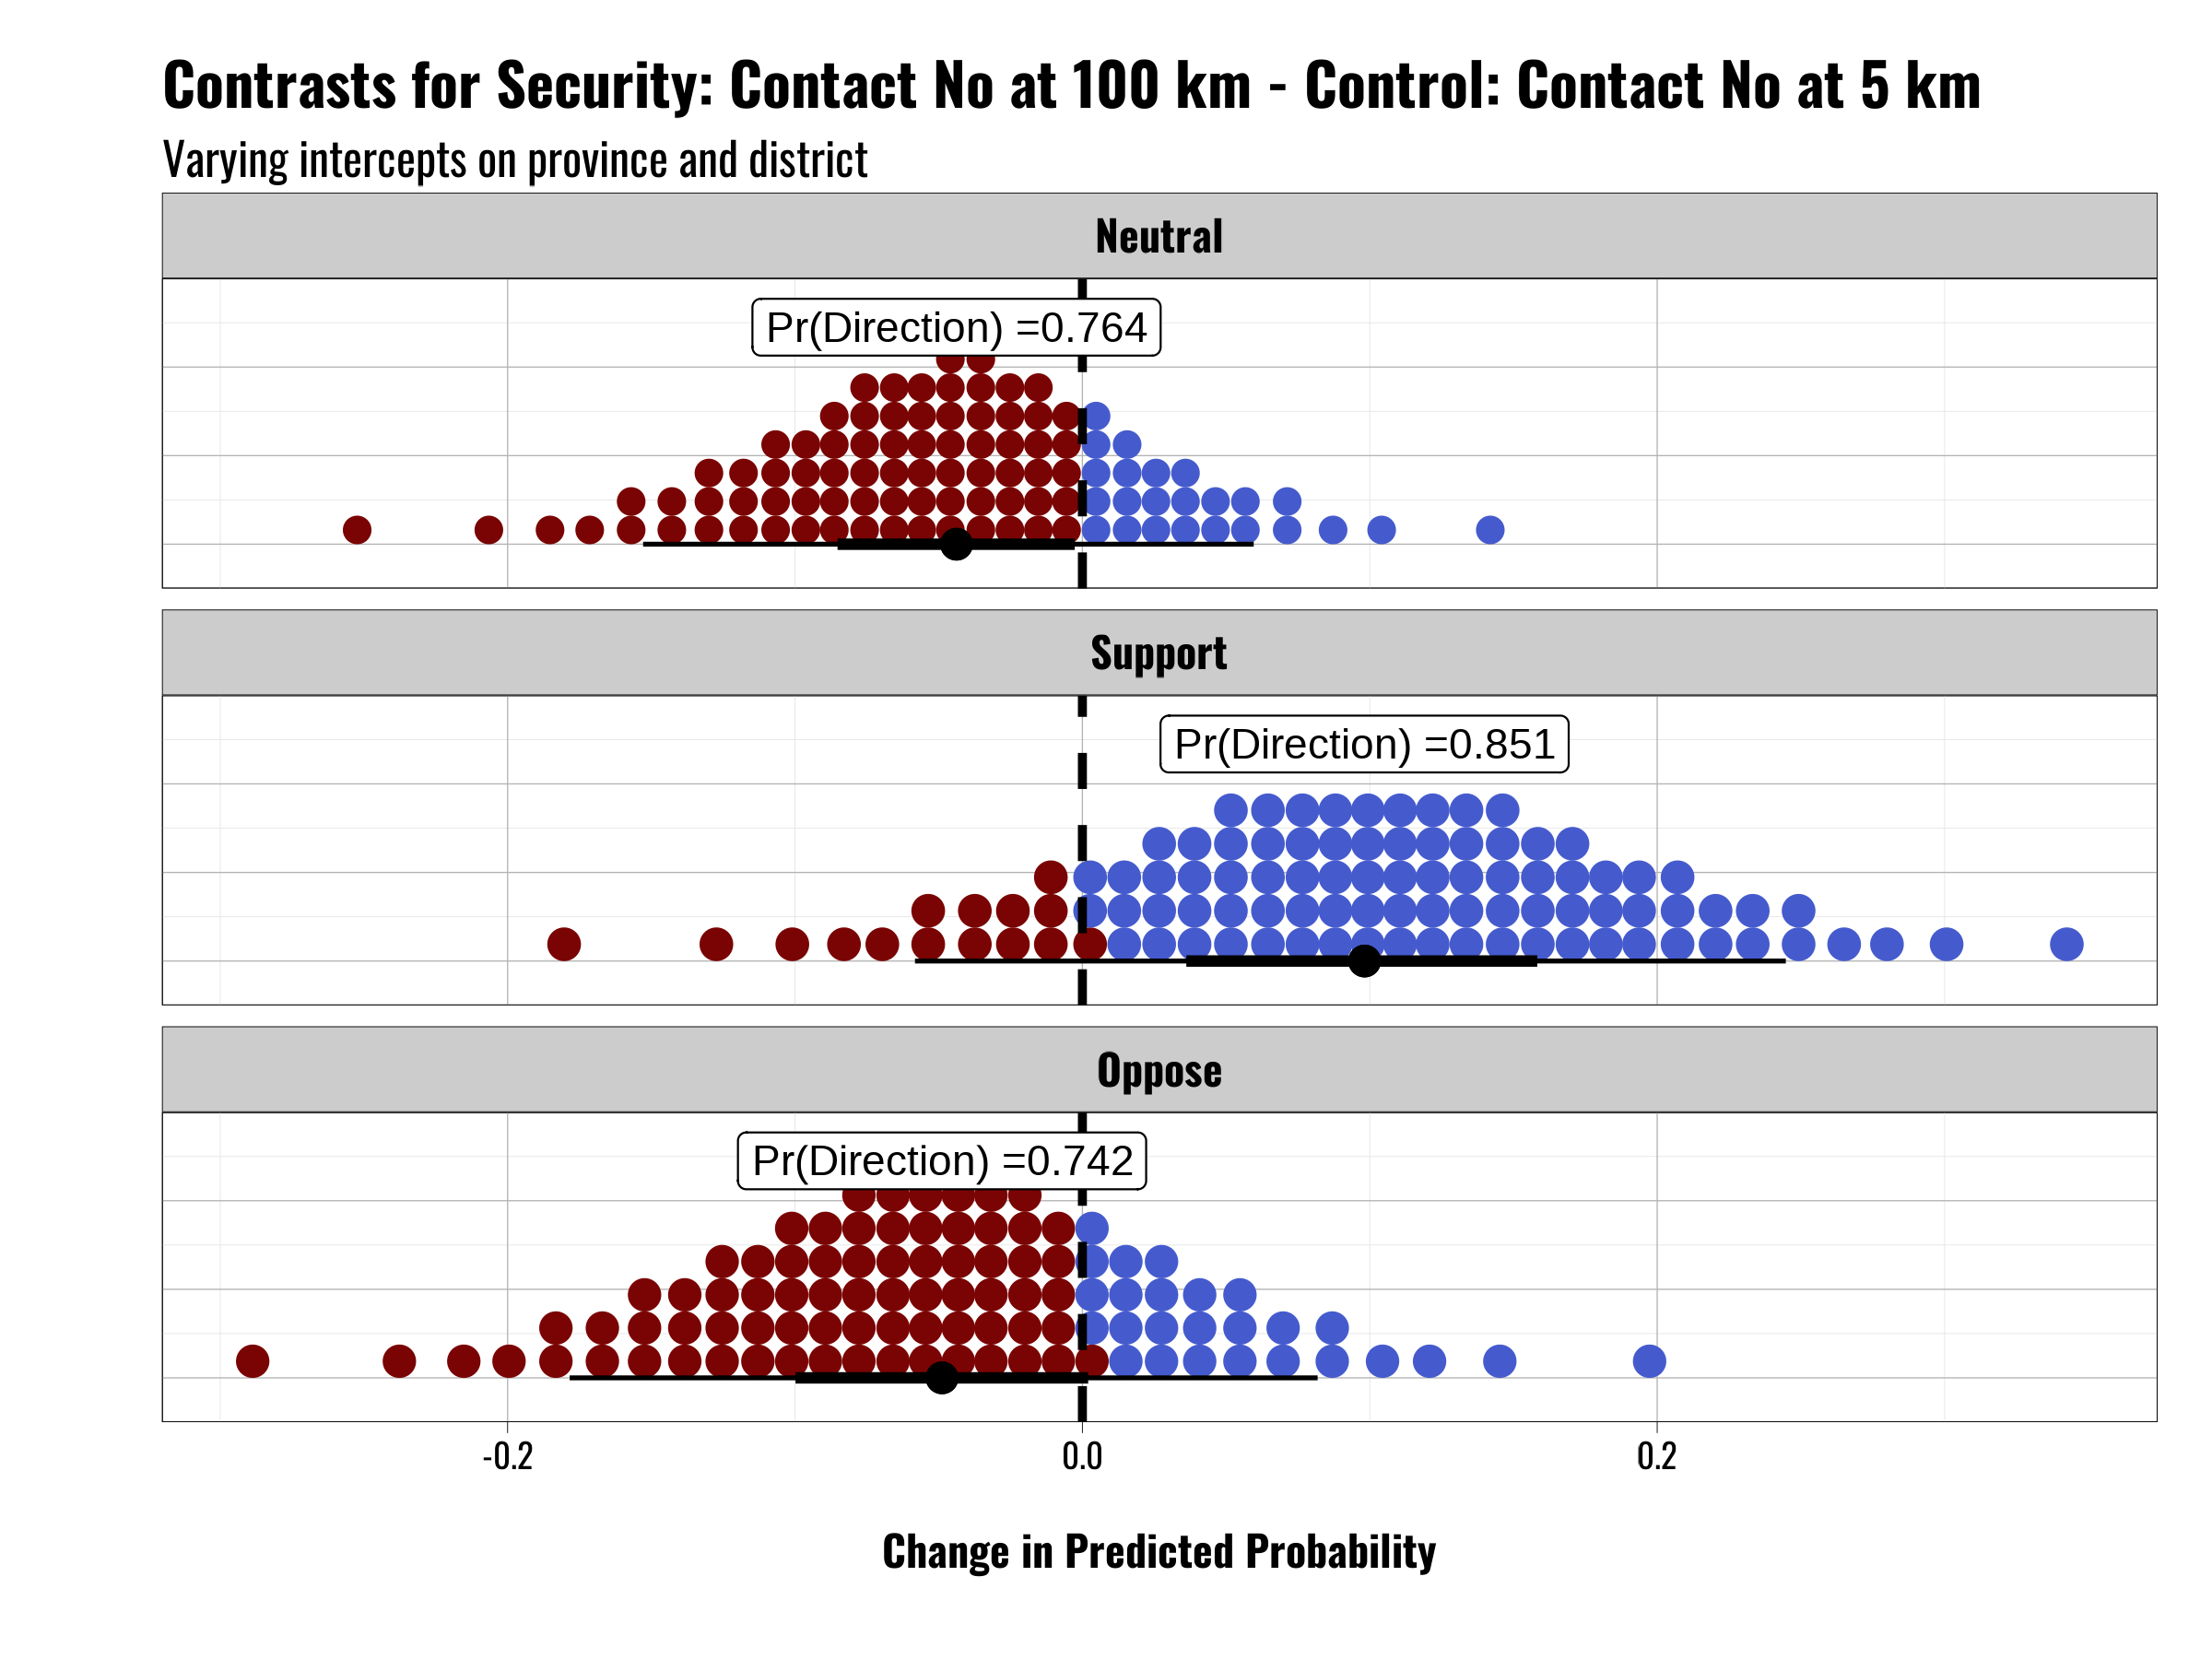 Contrasts for Security: Contact No at 100 km - Control: Contact No at 5 km
Varying intercepts on province and district
Neutral
Pr(Direction) =0.764
Support
Pr(Direction) =0.851
Oppose
Pr(Direction) =0.742
-0.2 0.0 0.2
Change in Predicted Probability